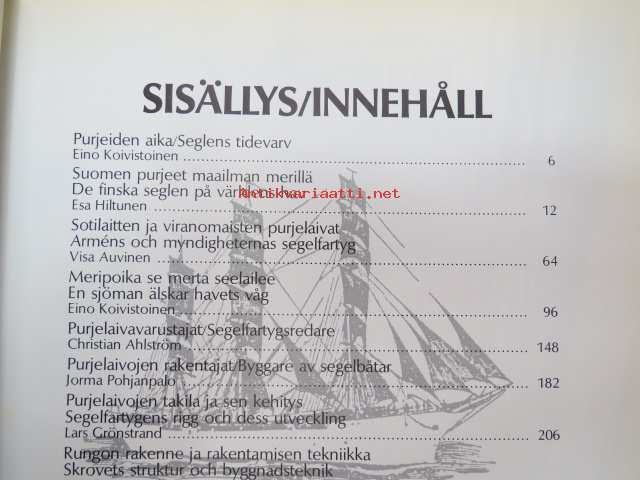 SISÄLLYS/INNEHÅLL
Purjeiden aika/Seglens tidevarv
Eino Koivistoinen 6
Suomen purjeet maailman merillä
De finska seglen på världens hav
Antikvariaatti.net
Esa Hiltunen 12
Sotilaitten ja viranomaisten purjelaivat
Arméns och myndigheternas segelfartyg
Visa Auvinen 64
Meripoika se mertä seelailee
En sjöman älskar havets våg
Eino Koivistoinen 96
Purjelaivavarustajat/Segelfartygsredare
Christian Ahlström 148
Purjelaivojen rakentajat/Byggare av segelbåtar
Jorma Pohjanpalo 182
Purjelaivojen takila ja sen kehitys
Segelfartygens rigg och dess utveckling
Lars Grönstrand 206
Rungon rakenne ja rakentamisen tekniikka
Skrovets struktur och byggnadsteknik